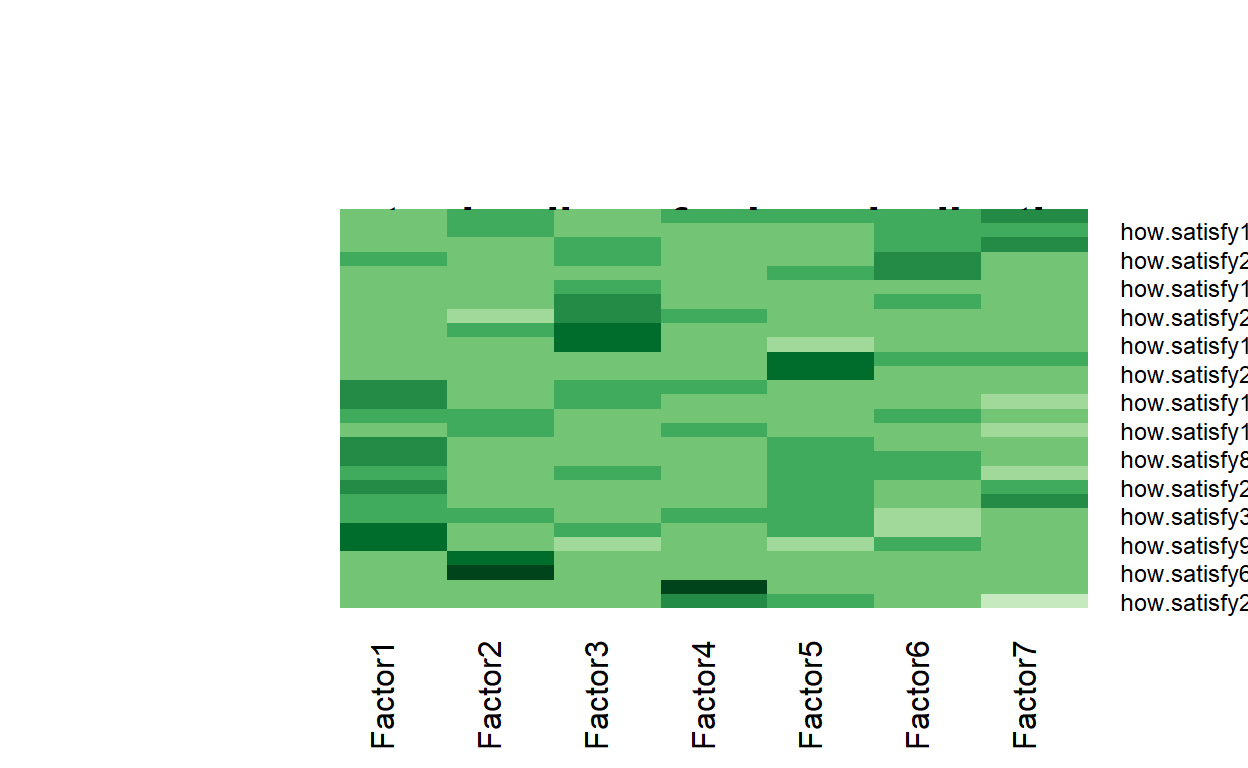 how.satisfy1
how.satisfy2
how.satisfy1
how.satisfy2
how.satisfy1
how.satisfy2
how.satisfy1
how.satisfy1
how.satisfy8
how.satisfy2
how.satisfy3
how.satisfy9
how.satisfy6
how.satisfy2
Factor1
Factor2
Factor3
Factor4
Factor5
Factor6
Factor7